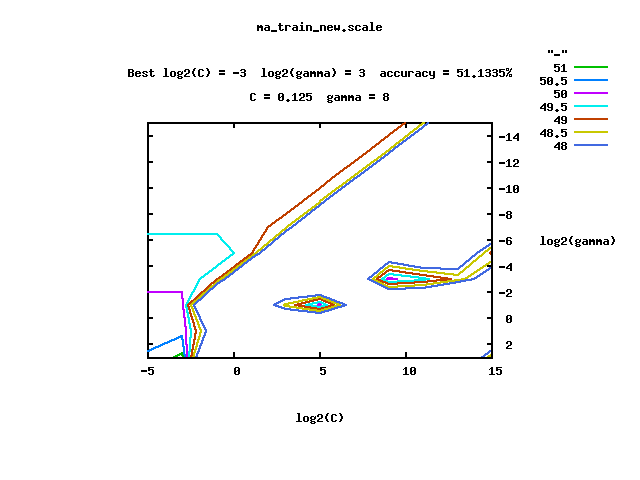 ma_train_new.scale
Best log2(C) = -3  log2(gamma) = 3  accuracy = 51.1335%
C = 0.125  gamma = 8
"-"
51
50.5
50
49.5
49
48.5
48
-14
-12
-10
-8
-6
-4
-2
0
2
log2(gamma)
-5 0 5 10 15
log2(C)